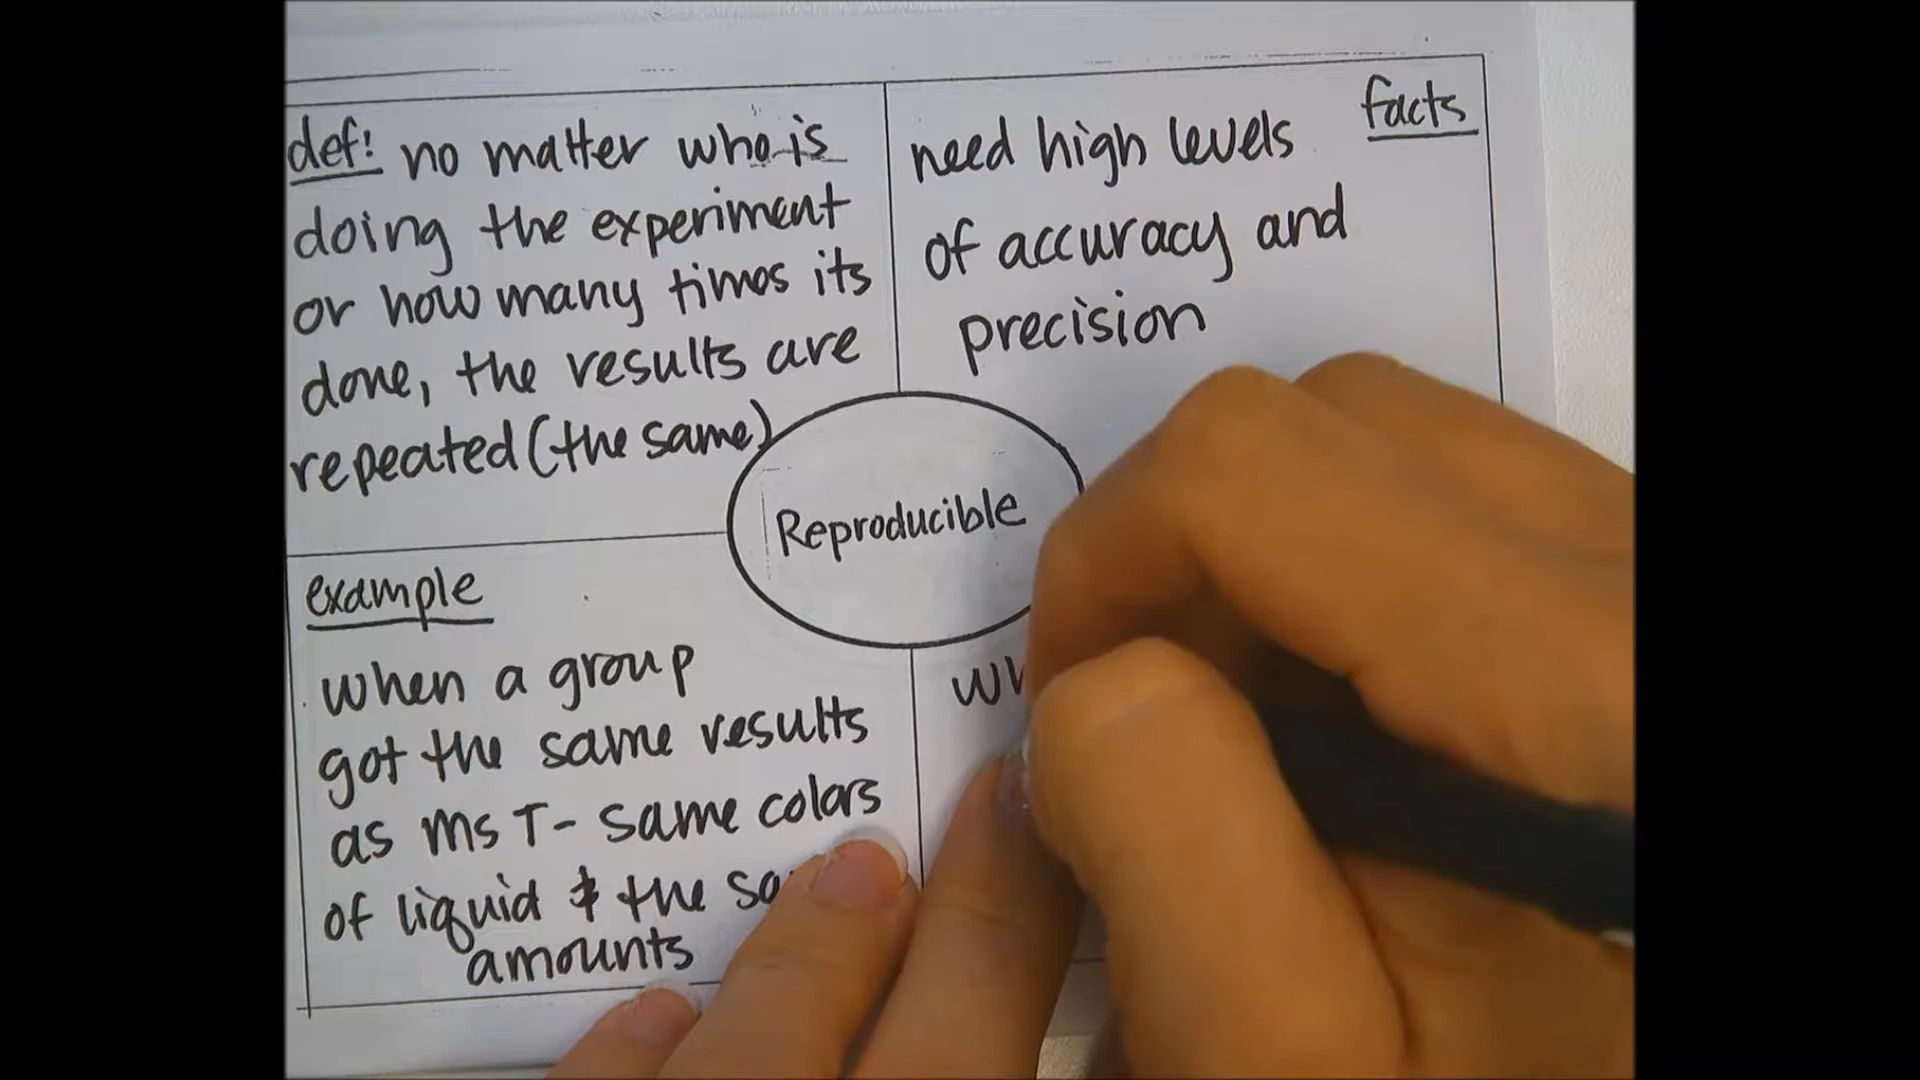 def: no matter who is
doing the experiment
or how many times its
done, the results are
repeated (the same)
facts
need high levels
of accuracy and
precision
Reproducible
example
when a group
got the same results
as Ms T- same colors
of liquid & the
amounts